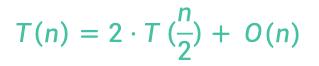 T(n) = 2 · T (n/2) + O(n)